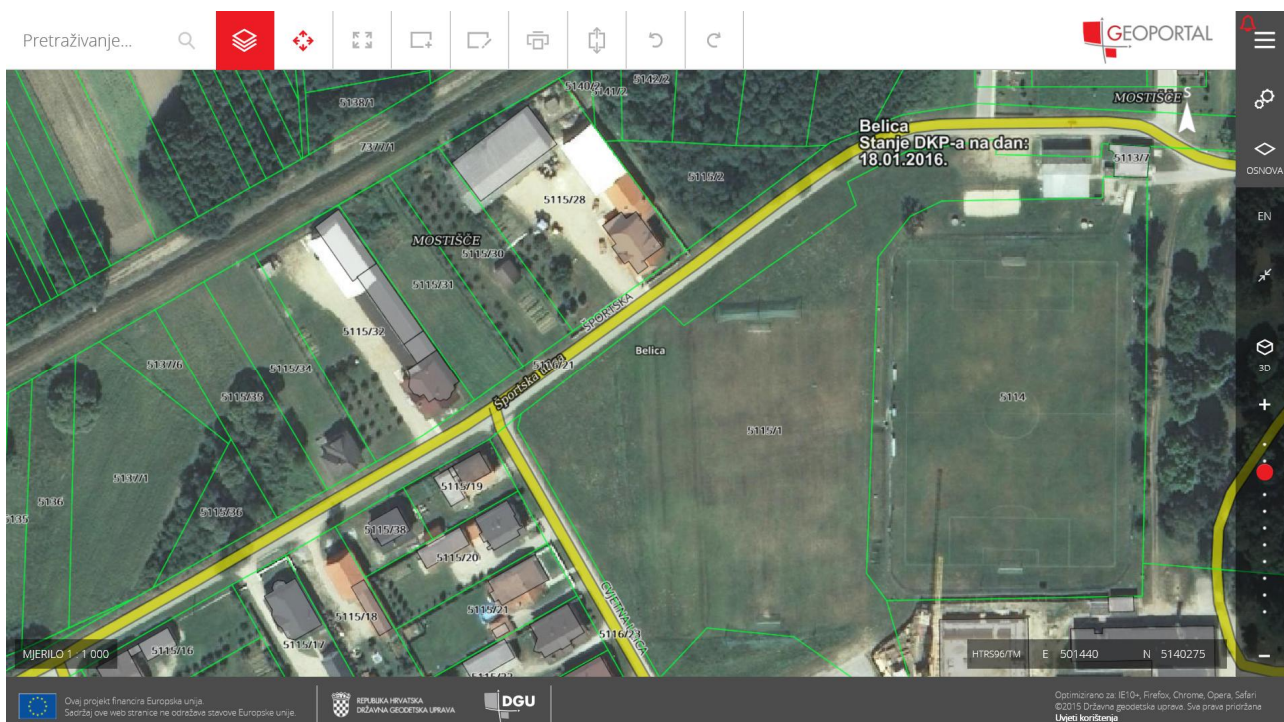 Pretraživanje...
GEOPORTAL
5138/1
7377/1
5140/2
5141/2
5142/2
MOSTIŠĆE
S
Belica
Stanje DKP-a na dan:
18.01.2016.
5113/7
OSNOVA
5115/2
5115/28
EN
MOSTIŠĆE
5115/30
5115/31
ŠPORTSKA
5115/32
Belica
5116/21
5137/6
5115/34
3D
Športska ulica
5115/35
5114
5115/1
5137/1
5115/19
5136
5135
5115/36
5115/38
5115/20
5115/21
CVJETNA ULICA
5115/18
5116/23
5115/17
5115/16
MJERILO 1 : 1 000
HTRS96/TM E 501440 N 5140275
Ovaj projekt financira Europska unija.
Sadržaj ove web stranice ne odražava stavove Europske unije.
REPUBLIKA HRVATSKA
DRŽAVNA GEODETSKA UPRAVA
DGU
Optimizirano za: IE10+, Firefox, Chrome, Opera, Safari
©2015 Državna geodetska uprava. Sva prava pridržana
Uvjeti korištenja